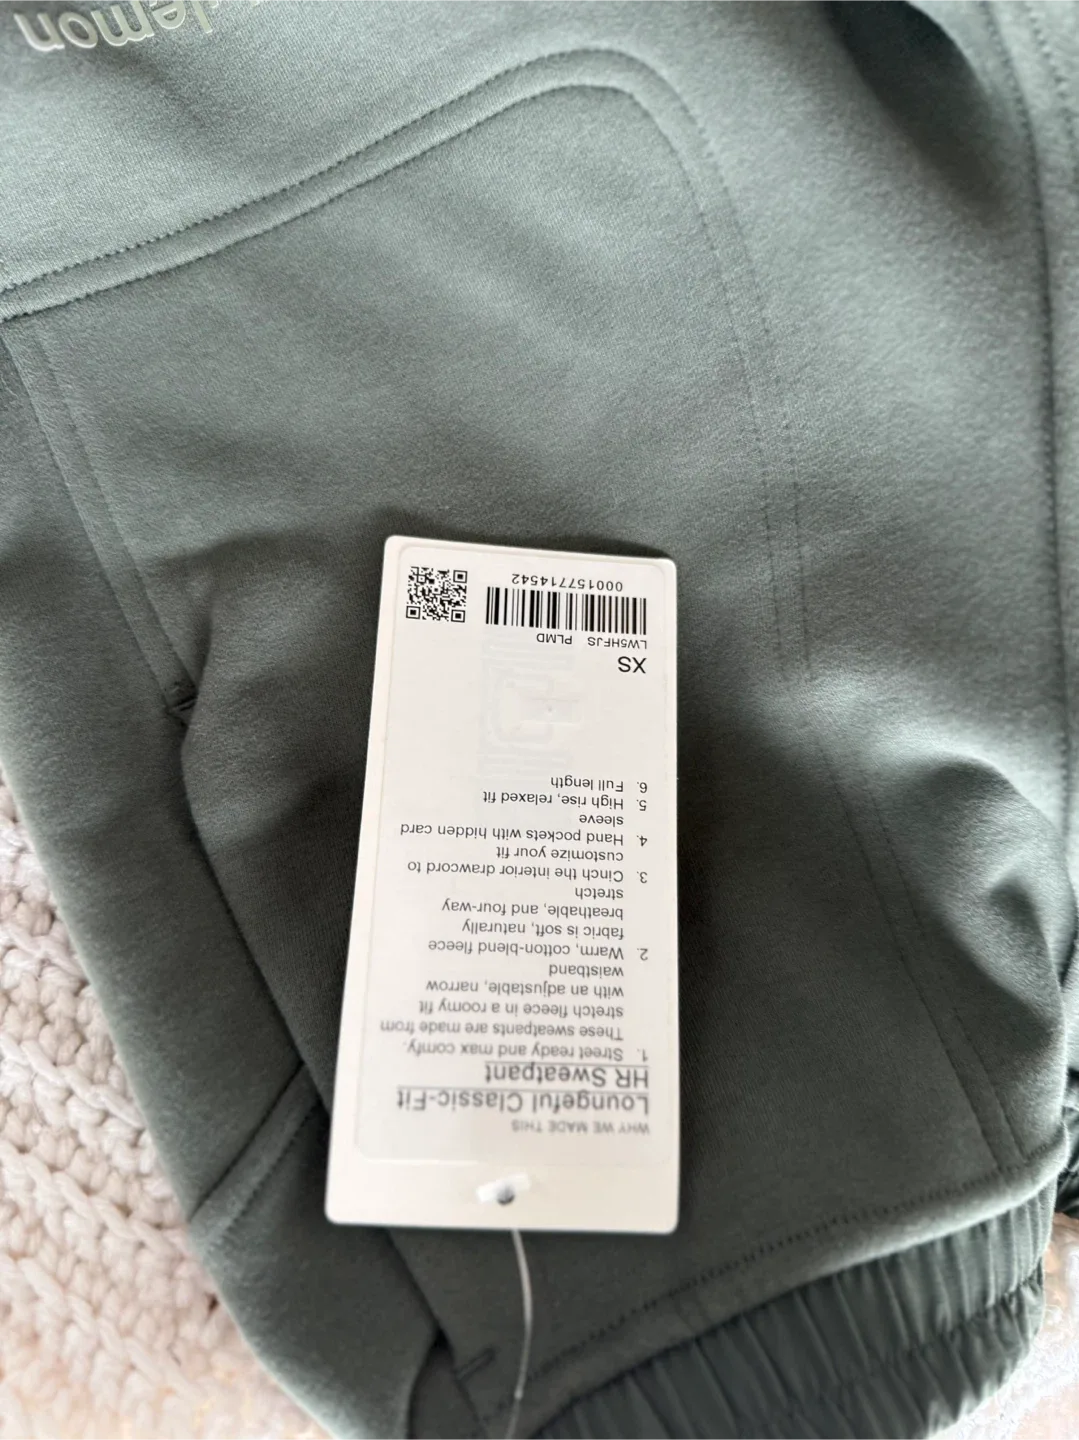 WHY WE MADE THIS
Loungeful Classic-Fit
HR Sweatpant
1. Street ready and max comfy.
These sweatpants are made from
stretch fleece in a roomy fit
with an adjustable, narrow
waistband
2. Warm, cotton-blend fleece
fabric is soft, naturally
breathable, and four-way
stretch
3. Cinch the interior drawcord to
customize your fit
4. Hand pockets with hidden card
sleeve
5. High rise, relaxed fit
6. Full length
XS
LW5HFJS PLMD
0001577714542
lemon